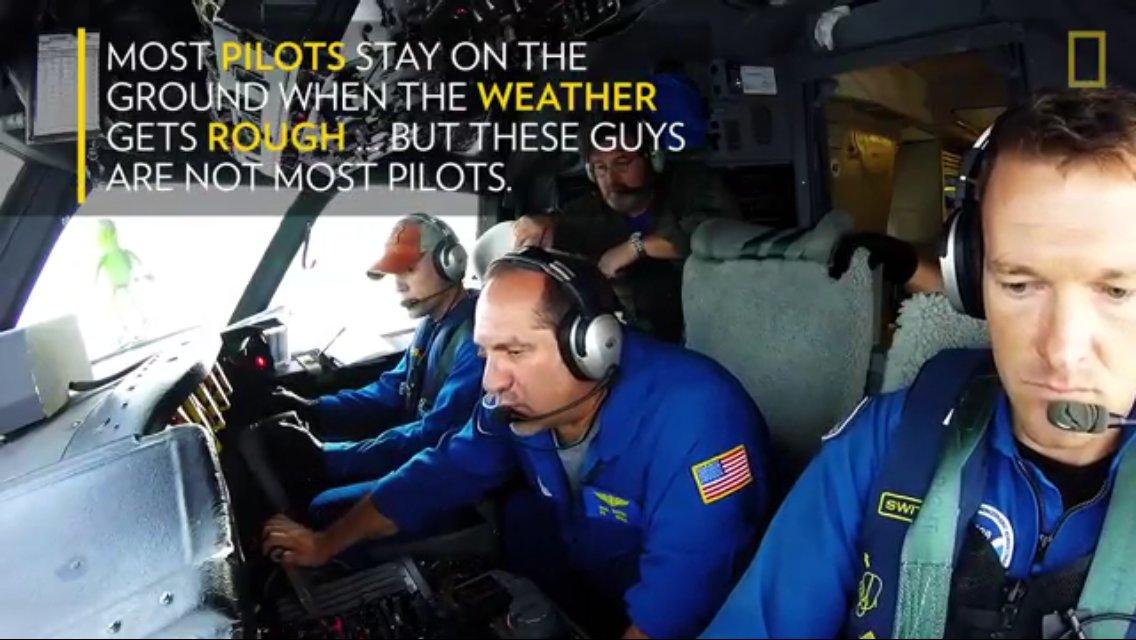 MOST PILOTS STAY ON THE
GROUND WHEN THE WEATHER
GETS ROUGH ... BUT THESE GUYS
ARE NOT MOST PILOTS.